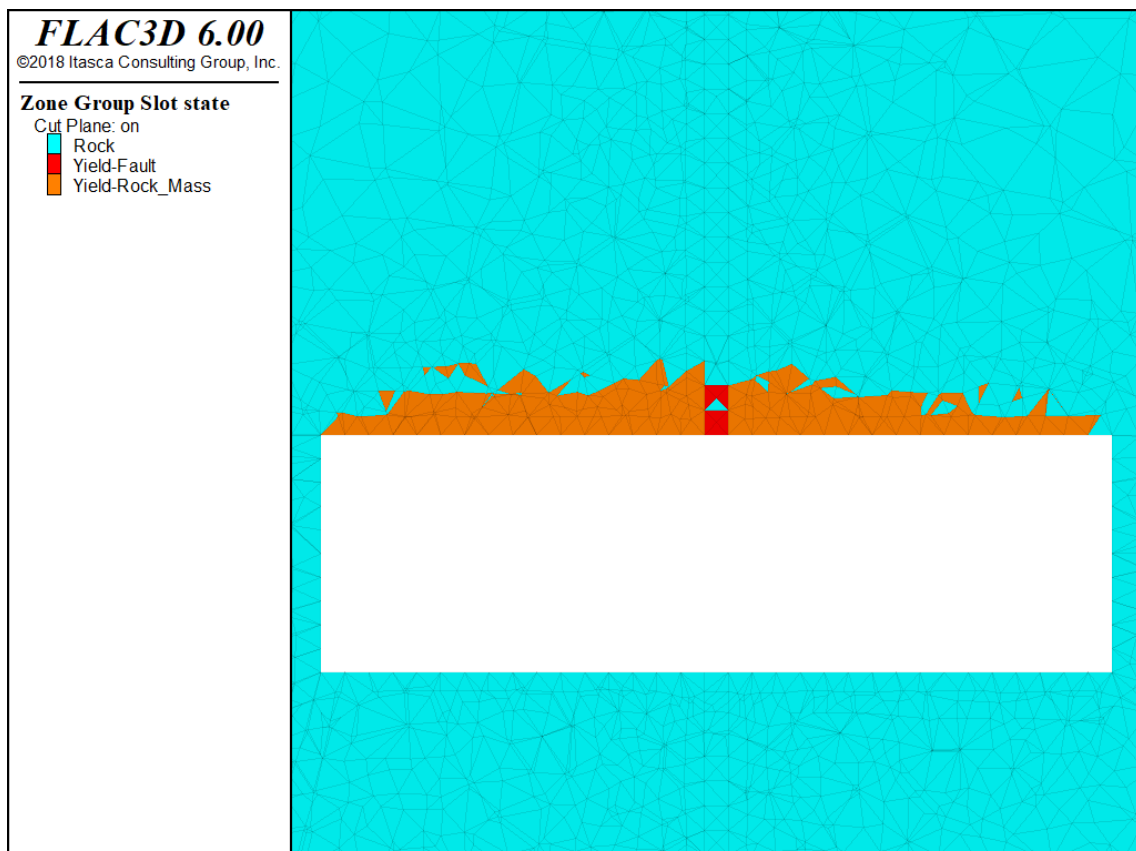 FLAC3D 6.00
©2018 Itasca Consulting Group, Inc.
Zone Group Slot state
Cut Plane: on
Rock
Yield-Fault
Yield-Rock_Mass